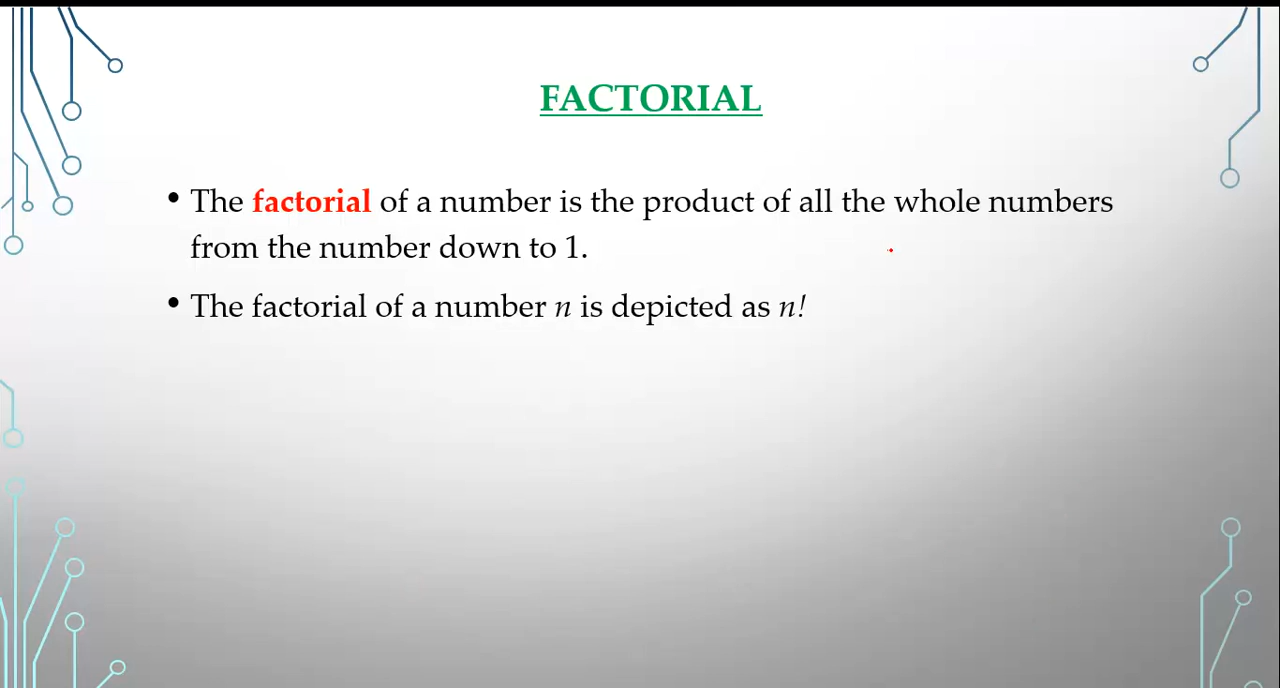 FACTORIAL
• The factorial of a number is the product of all the whole numbers
from the number down to 1.
• The factorial of a number n is depicted as n!